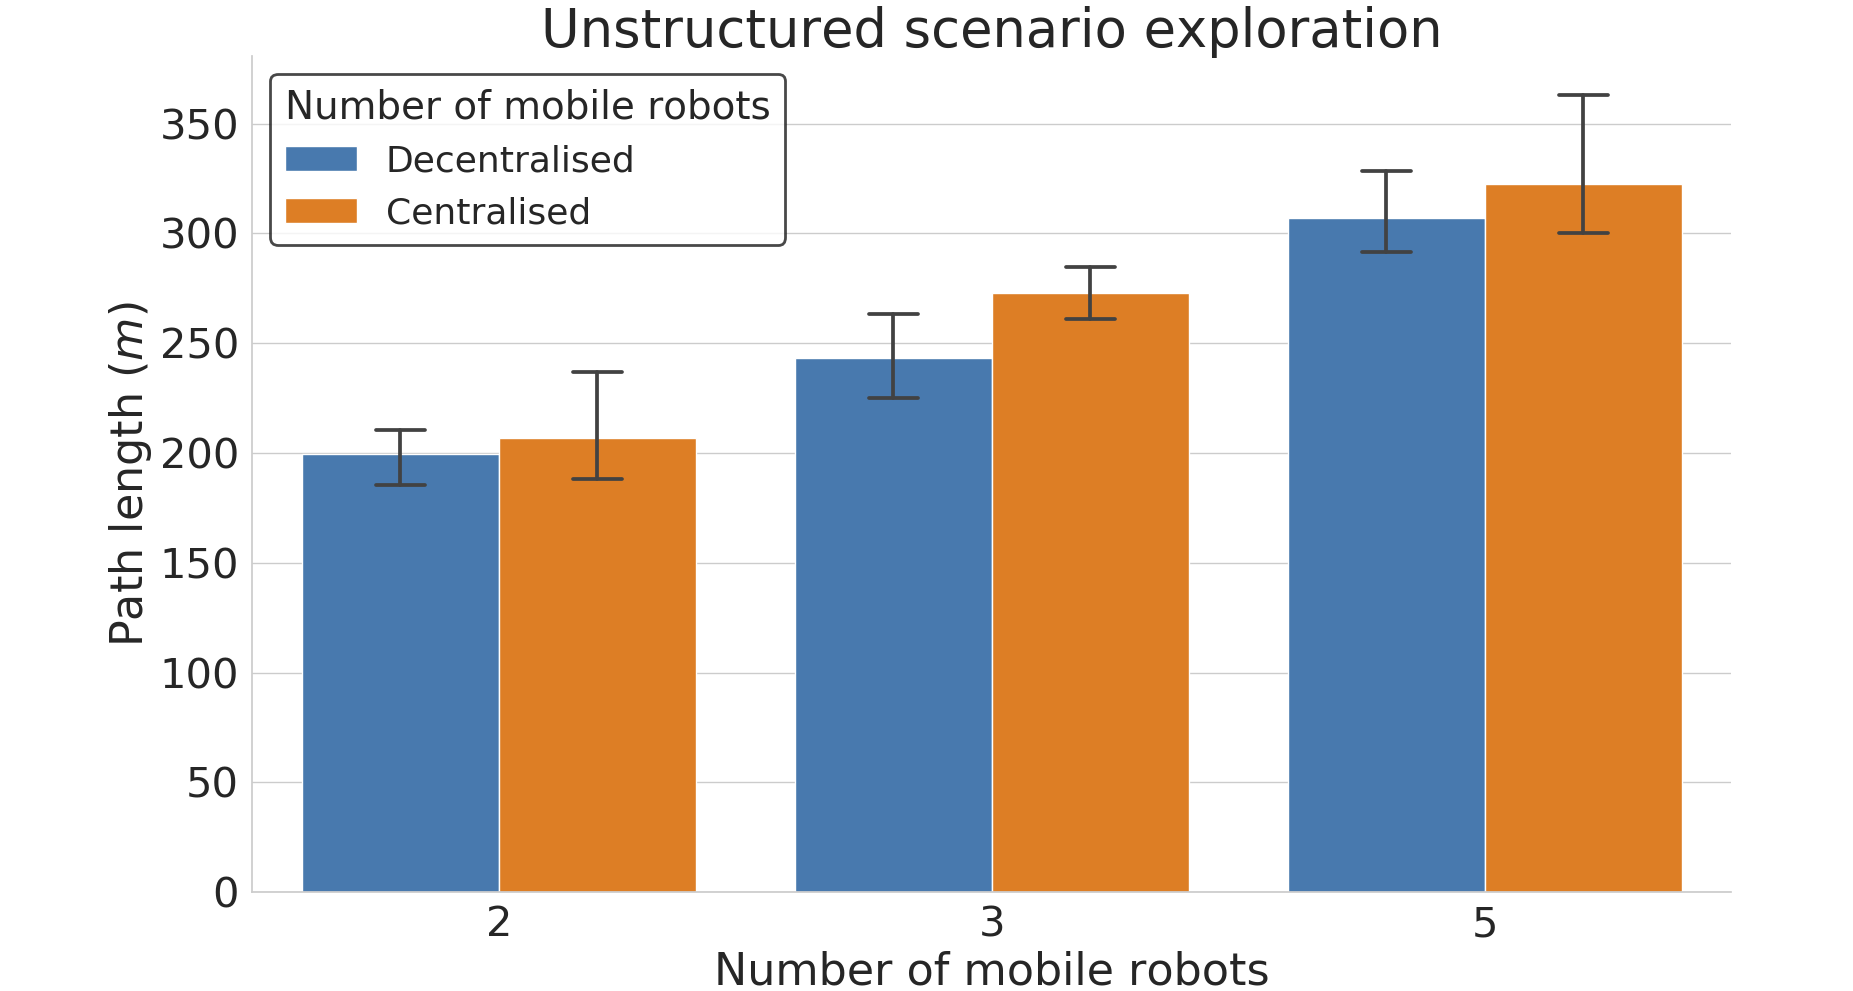 Unstructured scenario exploration
Number of mobile robots
Decentralised
Centralised
Path length (m)
350
300
250
200
150
100
50
0
2 3 5
Number of mobile robots